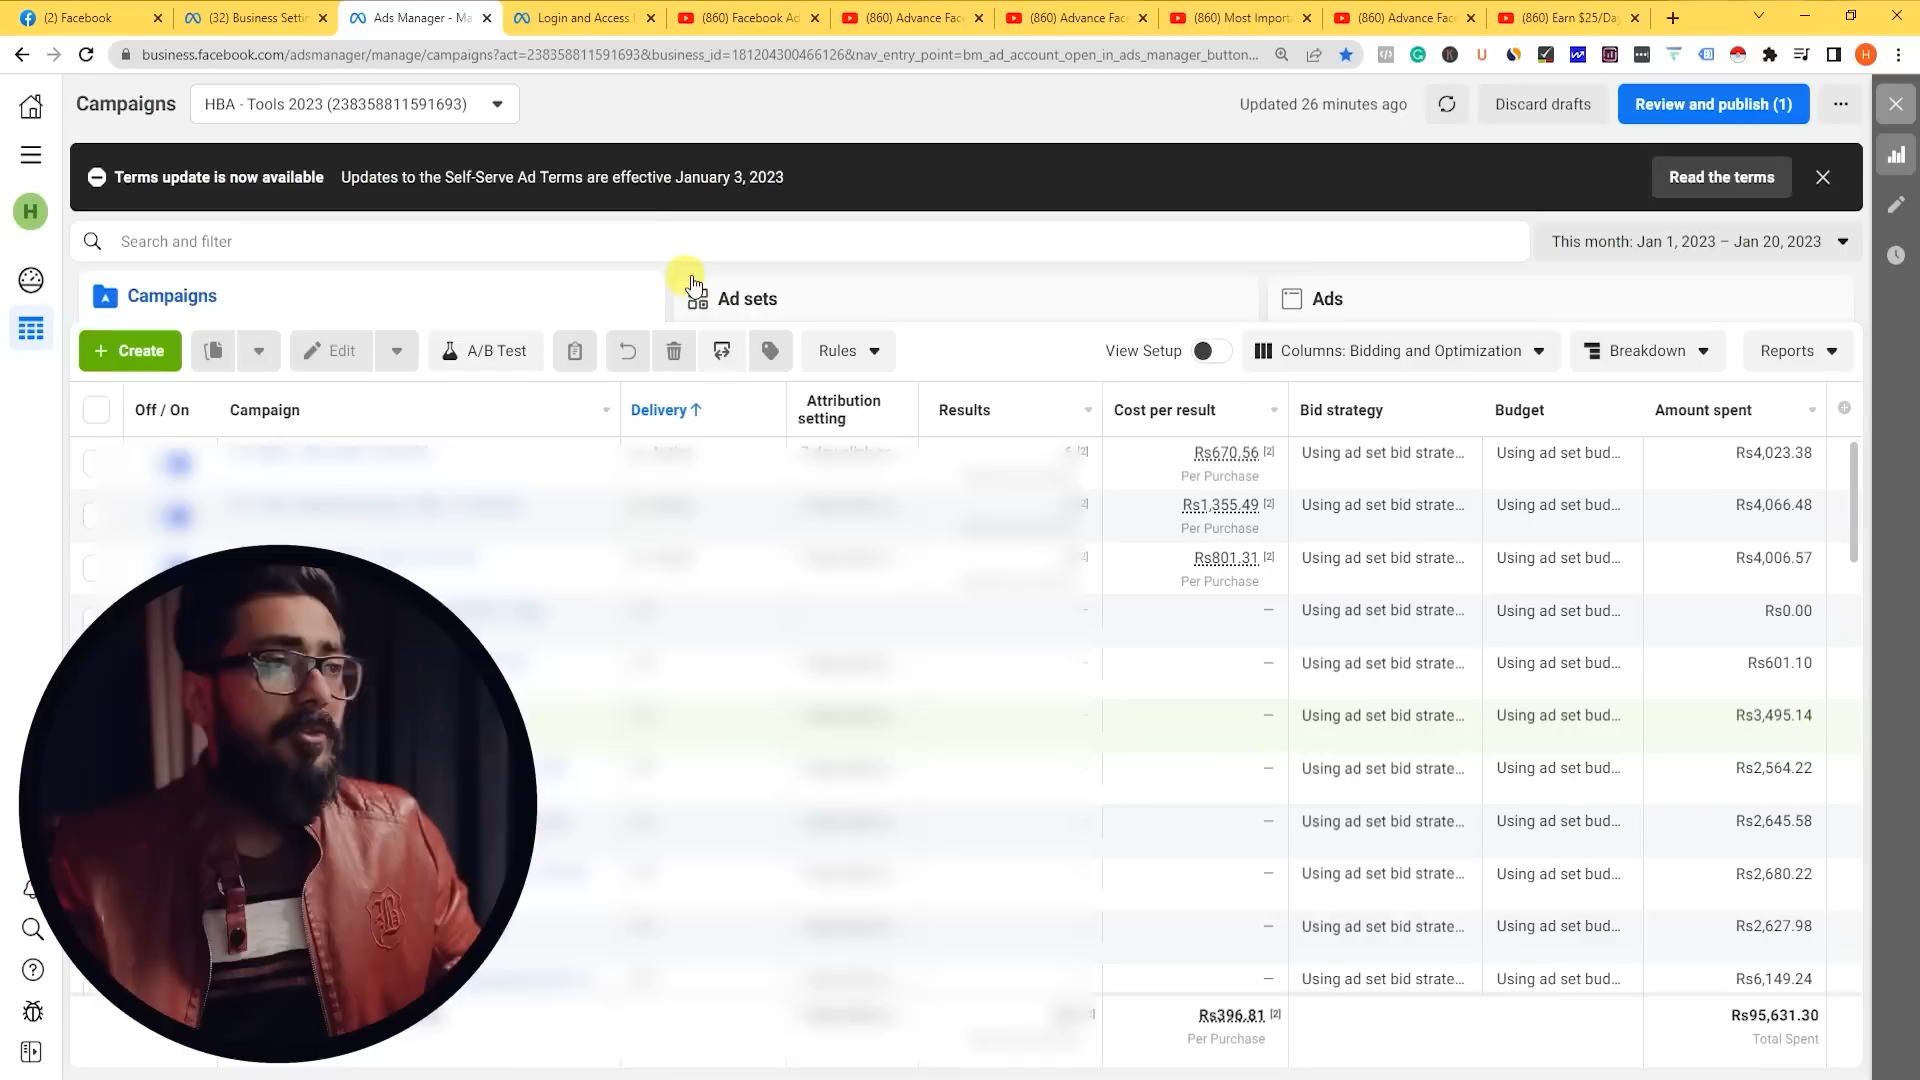 (2) Facebook
(32) Business Settin
Ads Manager - Ma
Login and Access
(860) Facebook Ad
(860) Advance Fac
(860) Advance Fac
(860) Most Importa
(860) Advance Fac
(860) Earn $25/Day
business.facebook.com/adsmanager/manage/campaigns?act=238358811591693&business_id=181204300466126&nav_entry_point=bm_ad_account_open_in_ads_manager_button...
H
Campaigns
HBA - Tools 2023 (238358811591693)
Updated 26 minutes ago
Discard drafts
Review and publish (1)
Terms update is now available
Updates to the Self-Serve Ad Terms are effective January 3, 2023
Read the terms
H
Search and filter
This month: Jan 1, 2023 – Jan 20, 2023
Campaigns
Ad sets
Ads
+ Create
Edit
A/B Test
Rules
View Setup
Columns: Bidding and Optimization
Breakdown
Reports
Off / On
Campaign
Delivery ↑
Attribution setting
Results
Cost per result
Bid strategy
Budget
Amount spent
Rs670.56 [2]
Per Purchase
Using ad set bid strate...
Using ad set bud...
Rs4,023.38
Rs1,355.49 [2]
Per Purchase
Using ad set bid strate...
Using ad set bud...
Rs4,066.48
Rs801.31 [2]
Per Purchase
Using ad set bid strate...
Using ad set bud...
Rs4,006.57
—
Using ad set bid strate...
Using ad set bud...
Rs0.00
—
Using ad set bid strate...
Using ad set bud...
Rs601.10
—
Using ad set bid strate...
Using ad set bud...
Rs3,495.14
—
Using ad set bid strate...
Using ad set bud...
Rs2,564.22
—
Using ad set bid strate...
Using ad set bud...
Rs2,645.58
—
Using ad set bid strate...
Using ad set bud...
Rs2,680.22
—
Using ad set bid strate...
Using ad set bud...
Rs2,627.98
—
Using ad set bid strate...
Using ad set bud...
Rs6,149.24
Rs396.81 [2]
Per Purchase
Rs95,631.30
Total Spent
B